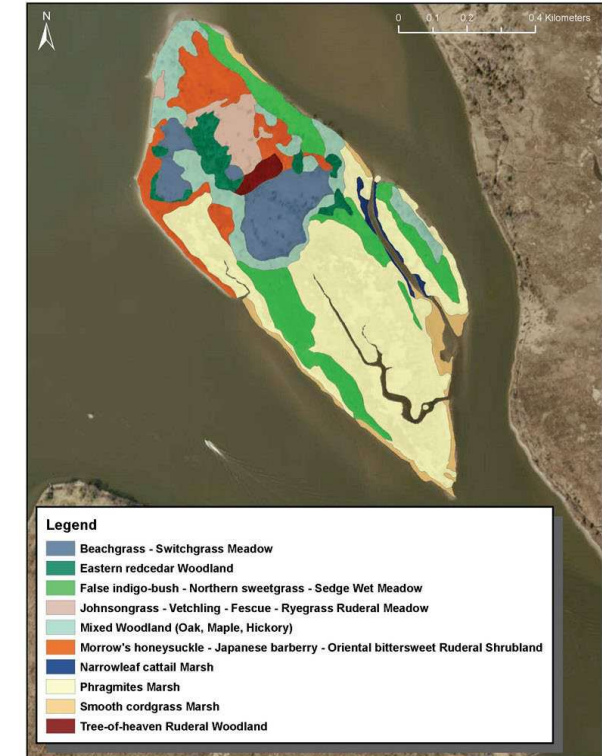 N
0 0.1 0.2 0.4 Kilometers
Legend
Beachgrass - Switchgrass Meadow
Eastern redcedar Woodland
False indigo-bush - Northern sweetgrass - Sedge Wet Meadow
Johnsongrass - Vetchling - Fescue - Ryegrass Ruderal Meadow
Mixed Woodland (Oak, Maple, Hickory)
Morrow's honeysuckle - Japanese barberry - Oriental bittersweet Ruderal Shrubland
Narrowleaf cattail Marsh
Phragmites Marsh
Smooth cordgrass Marsh
Tree-of-heaven Ruderal Woodland